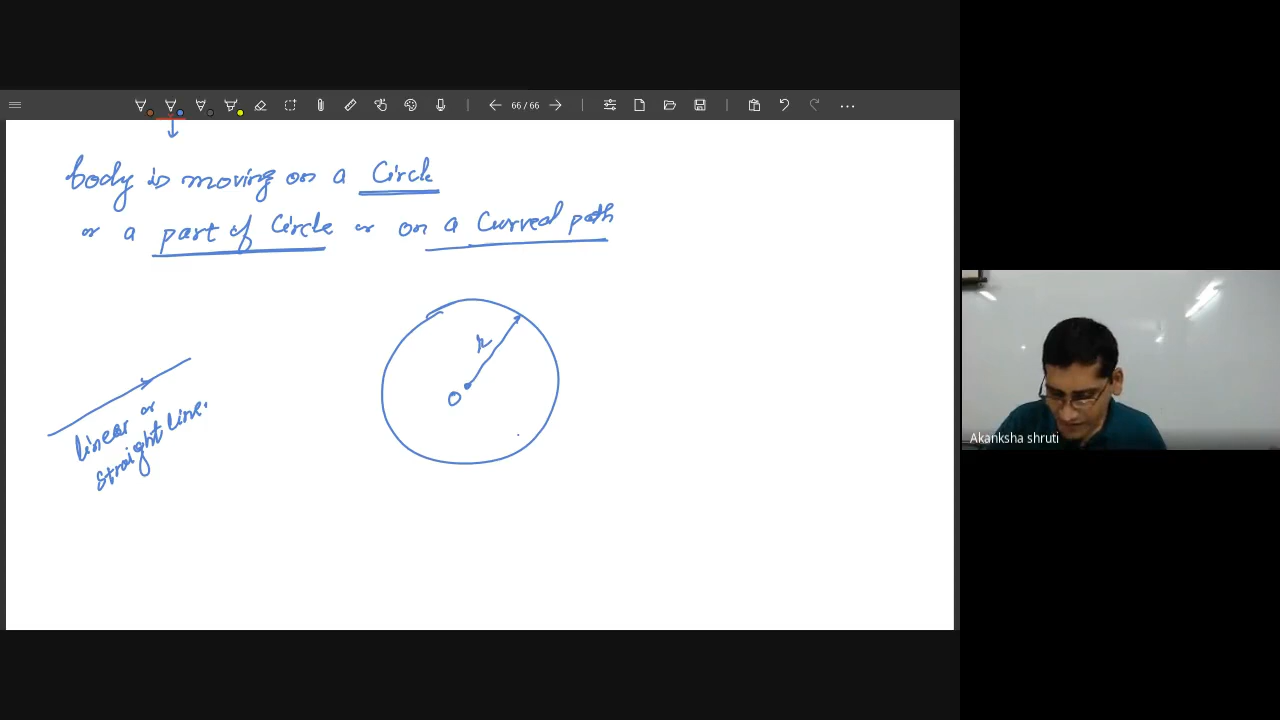 66 / 66
body is moving on a Circle
or a part of Circle or on a Curved path
r
O
linear or
straight line.
Akanksha shruti